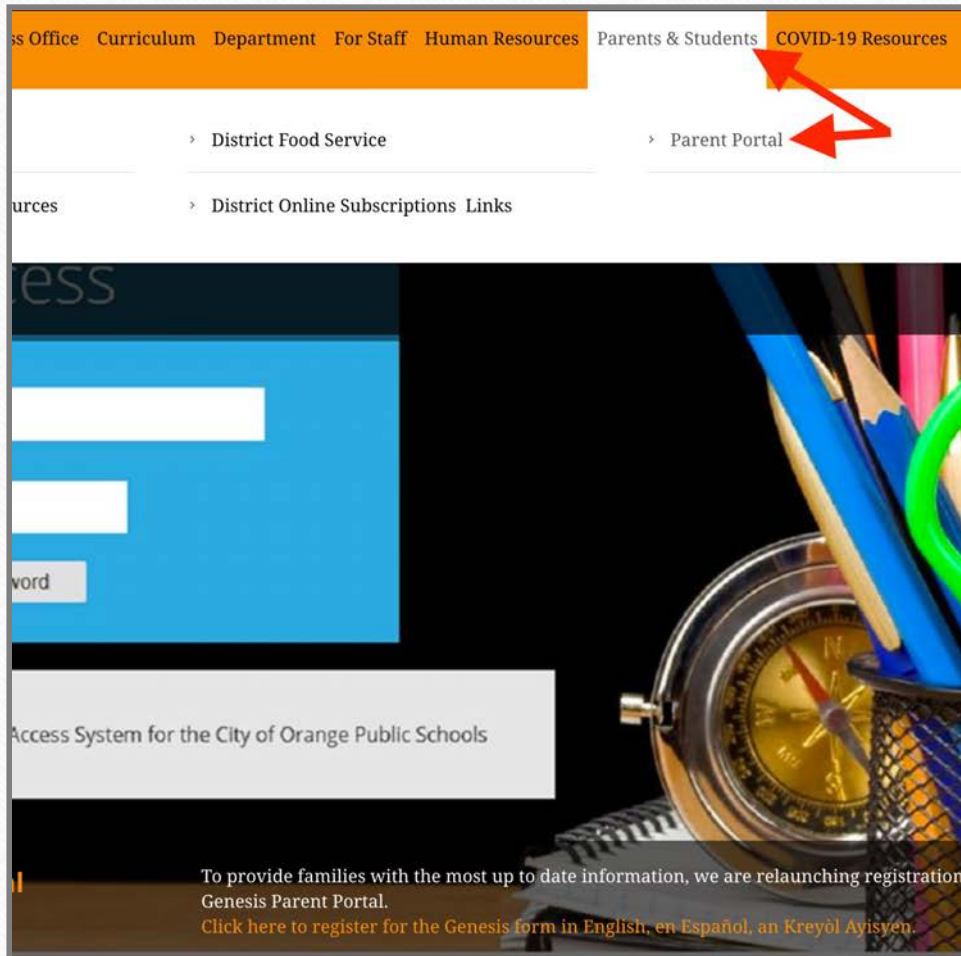 ss Office Curriculum Department For Staff Human Resources Parents & Students COVID-19 Resources
› District Food Service
› Parent Portal
urces
› District Online Subscriptions Links
cess
word
Access System for the City of Orange Public Schools
To provide families with the most up to date information, we are relaunching registration
Genesis Parent Portal.
Click here to register for the Genesis form in English, en Español, an Kreyòl Ayisyen.